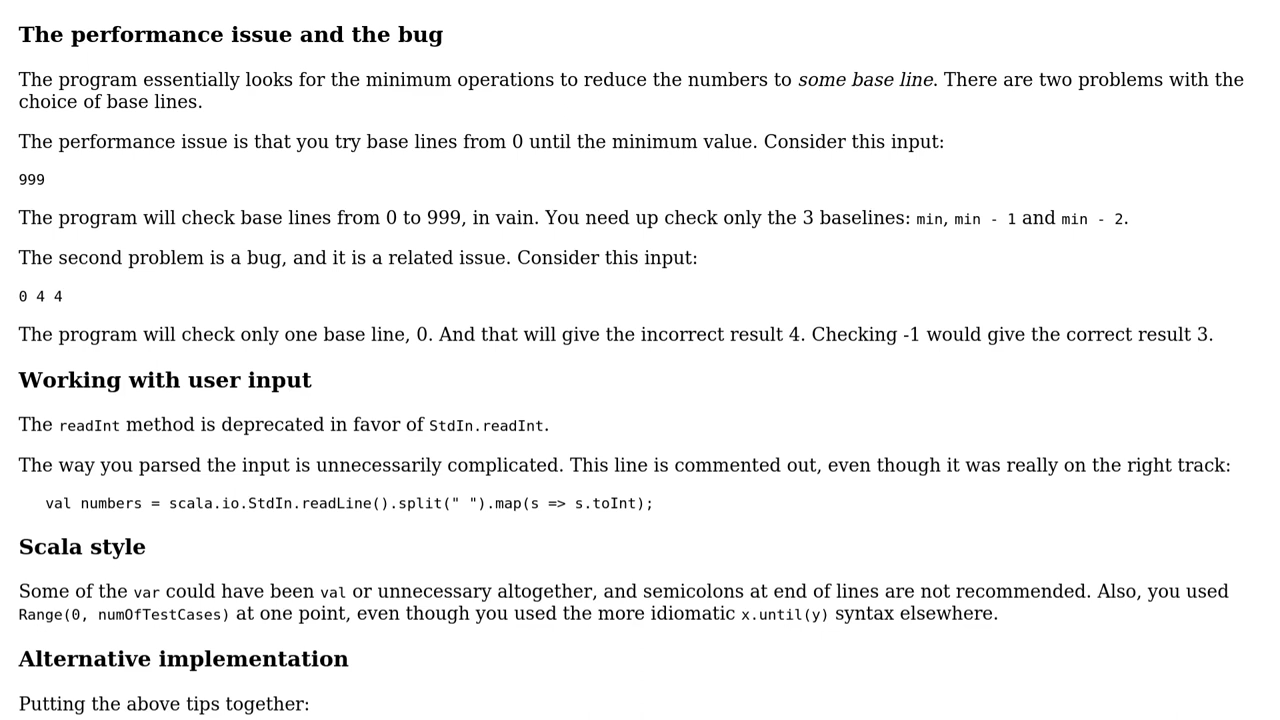 The performance issue and the bug
The program essentially looks for the minimum operations to reduce the numbers to some base line. There are two problems with the
choice of base lines.
The performance issue is that you try base lines from 0 until the minimum value. Consider this input:
999
The program will check base lines from 0 to 999, in vain. You need up check only the 3 baselines: min, min - 1 and min - 2.
The second problem is a bug, and it is a related issue. Consider this input:
0 4 4
The program will check only one base line, 0. And that will give the incorrect result 4. Checking -1 would give the correct result 3.
Working with user input
The readInt method is deprecated in favor of StdIn.readInt.
The way you parsed the input is unnecessarily complicated. This line is commented out, even though it was really on the right track:
val numbers = scala.io.StdIn.readLine().split(" ").map(s => s.toInt);
Scala style
Some of the var could have been val or unnecessary altogether, and semicolons at end of lines are not recommended. Also, you used
Range(0, numOfTestCases) at one point, even though you used the more idiomatic x.until(y) syntax elsewhere.
Alternative implementation
Putting the above tips together: